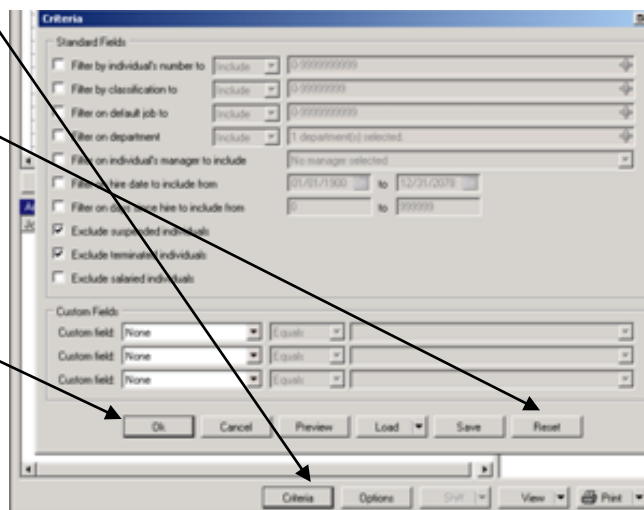 Criteria
Standard Fields
Filter by individual's number to Include 0-9999999999
Filter by classification to Include 0-99999999
Filter on default job to Include 0-9999999999
Filter on department Include 1 department(s) selected.
Filter on individual's manager to include No manager selected
Filter on hire date to include from 01/01/1900 to 12/31/2078
Filter on days since hire to include from 0 to 999999
Exclude suspended individuals
Exclude terminated individuals
Exclude salaried individuals
Custom Fields
Custom field: None Equals
Custom field: None Equals
Custom field: None Equals
Ok Cancel Preview Load Save Reset
Criteria Options Shift View Print